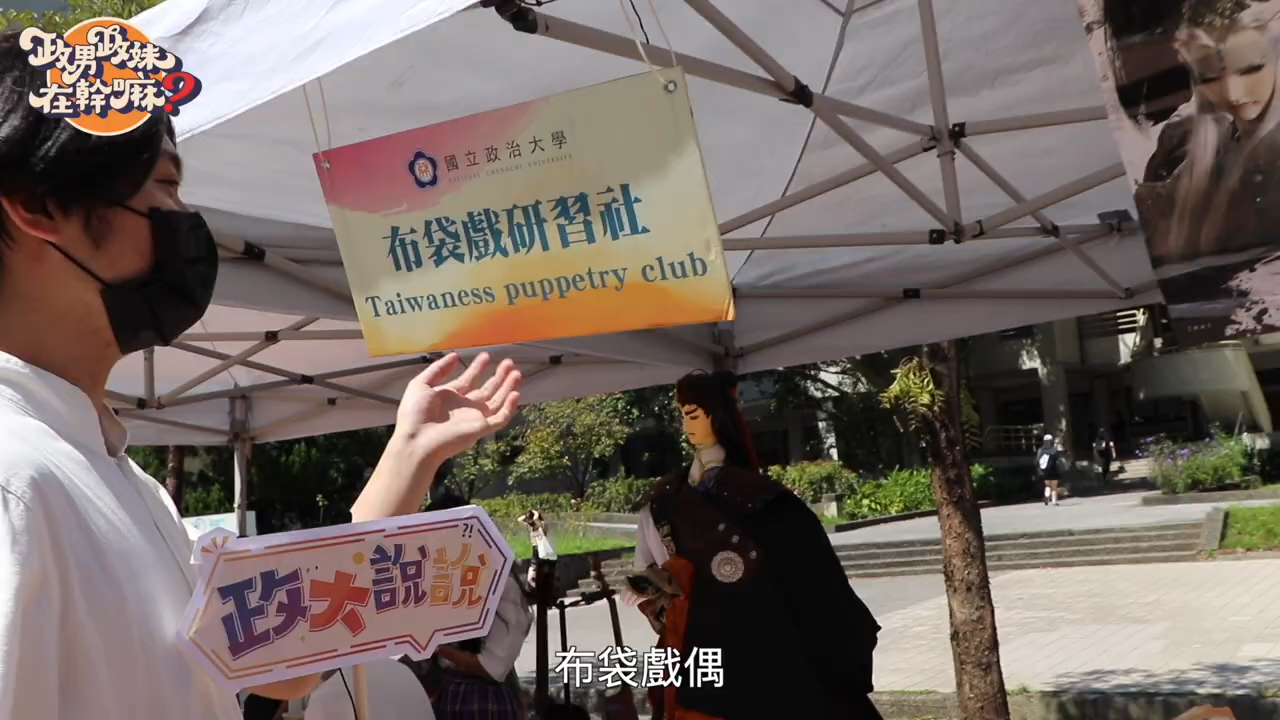 政男政妹
在幹嘛?
國立政治大學
NATIONAL CHENGCHI UNIVERSITY
布袋戲研習社
Taiwaness puppetry club
政大說說?!
布袋戲偶